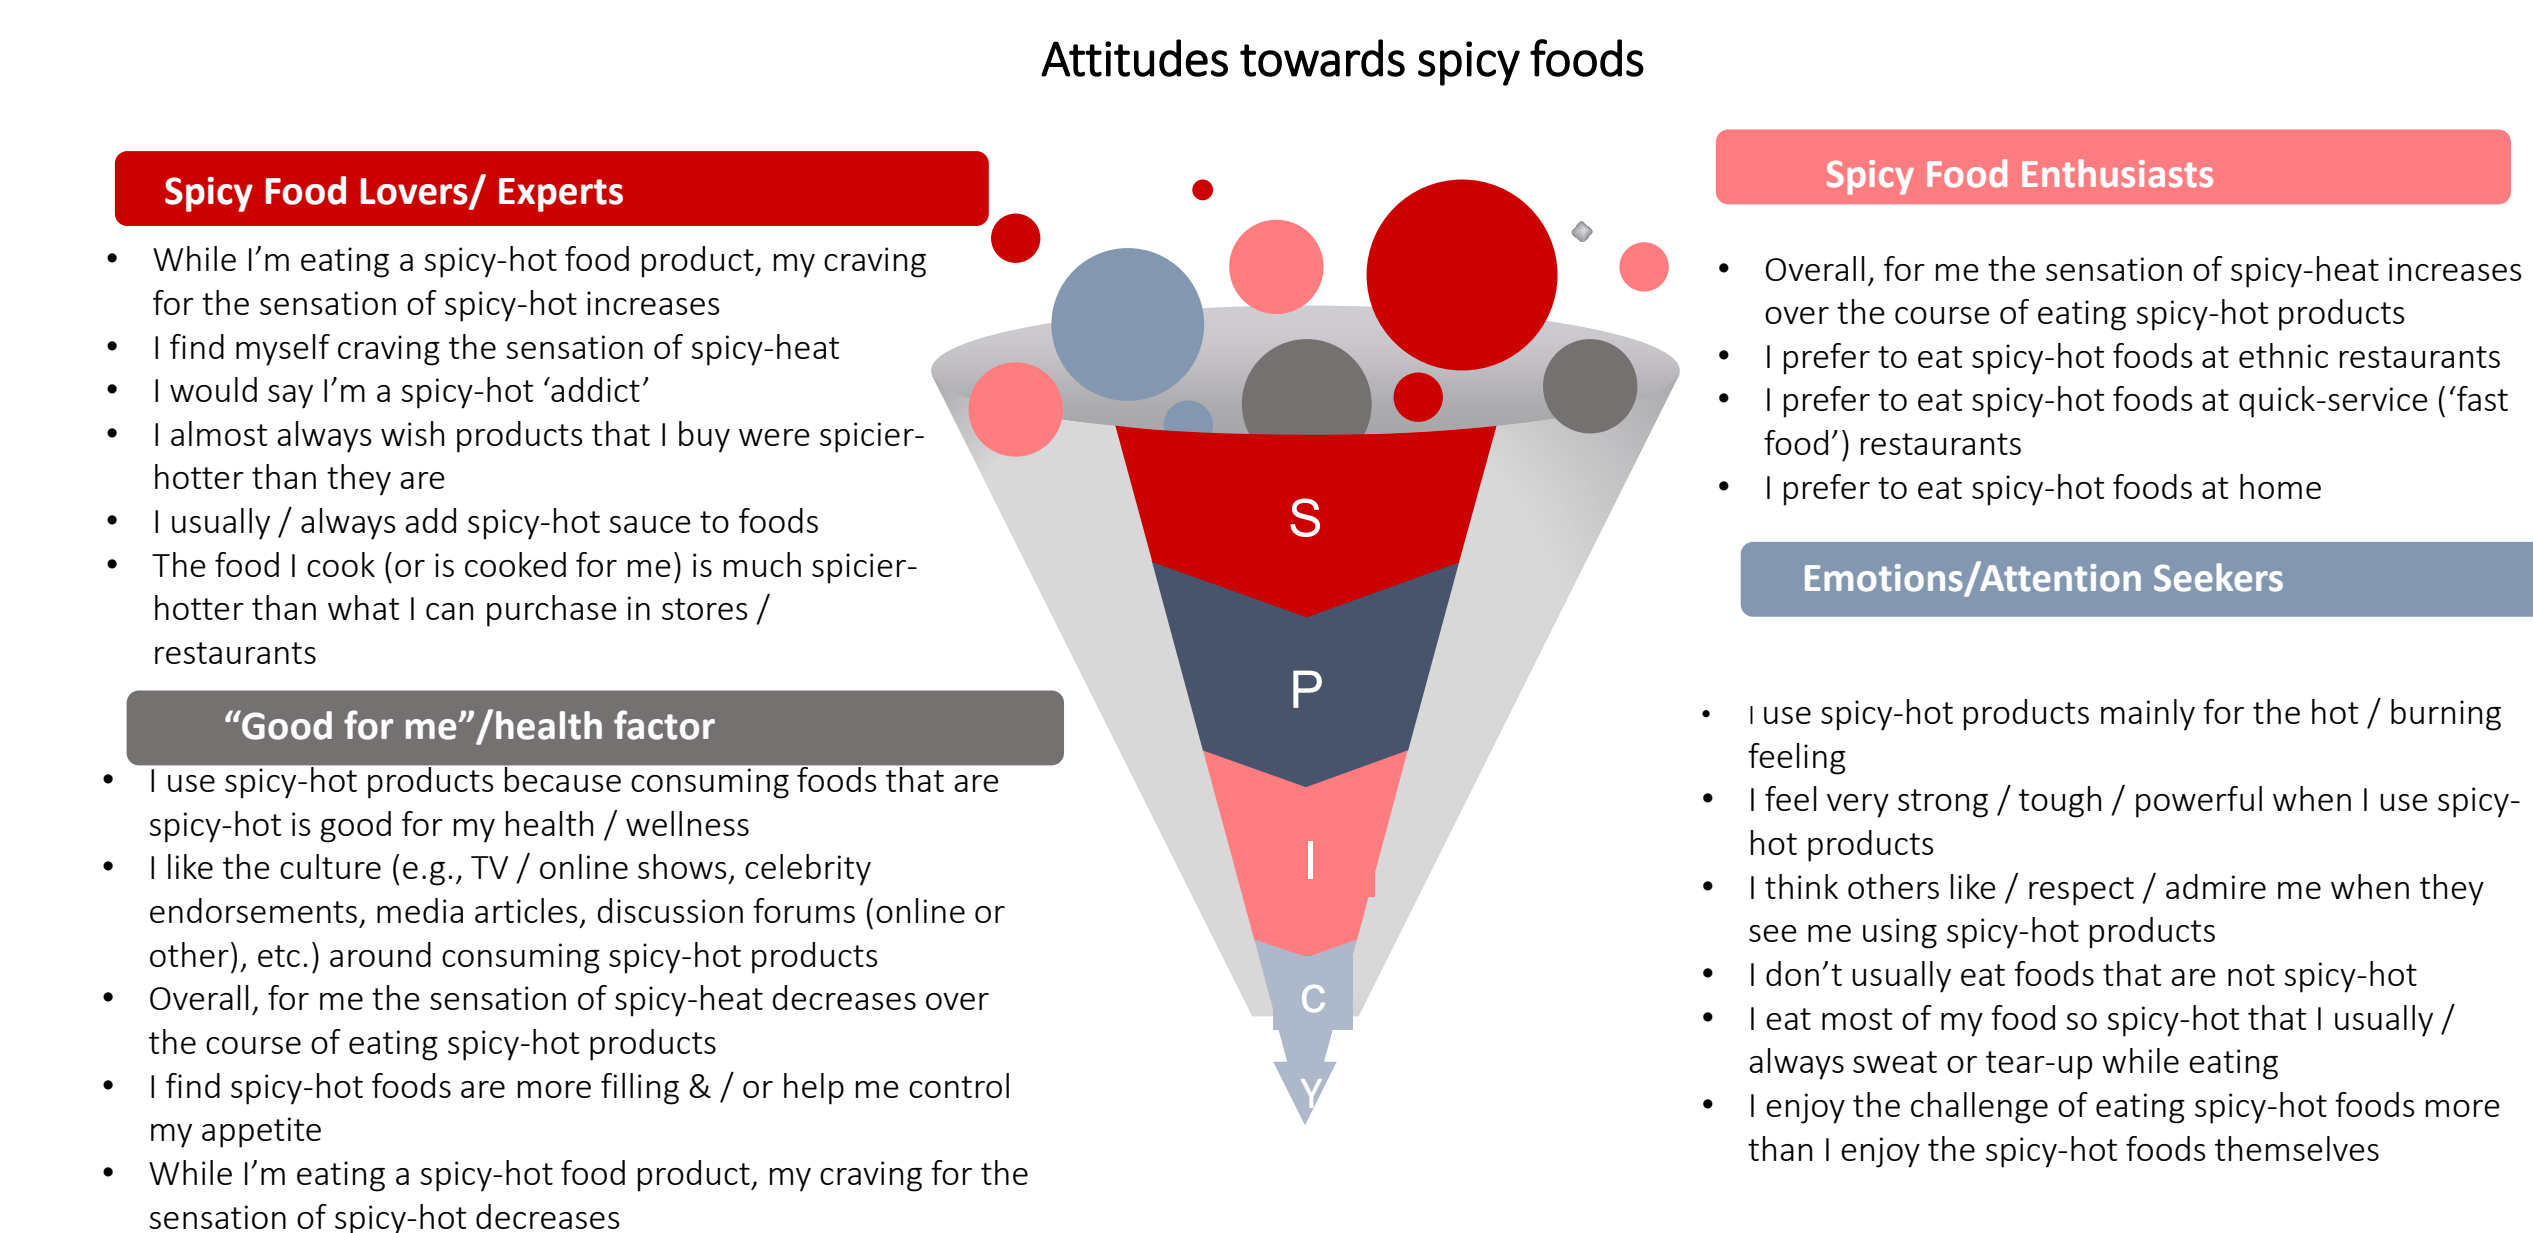 Attitudes towards spicy foods
Spicy Food Lovers/ Experts
• While I’m eating a spicy-hot food product, my craving
for the sensation of spicy-hot increases
• I find myself craving the sensation of spicy-heat
• I would say I’m a spicy-hot ‘addict’
• I almost always wish products that I buy were spicier-
hotter than they are
• I usually / always add spicy-hot sauce to foods
• The food I cook (or is cooked for me) is much spicier-
hotter than what I can purchase in stores /
restaurants
“Good for me”/health factor
• I use spicy-hot products because consuming foods that are
spicy-hot is good for my health / wellness
• I like the culture (e.g., TV / online shows, celebrity
endorsements, media articles, discussion forums (online or
other), etc.) around consuming spicy-hot products
• Overall, for me the sensation of spicy-heat decreases over
the course of eating spicy-hot products
• I find spicy-hot foods are more filling & / or help me control
my appetite
• While I’m eating a spicy-hot food product, my craving for the
sensation of spicy-hot decreases
S
P
I
C
Y
Spicy Food Enthusiasts
• Overall, for me the sensation of spicy-heat increases
over the course of eating spicy-hot products
• I prefer to eat spicy-hot foods at ethnic restaurants
• I prefer to eat spicy-hot foods at quick-service (‘fast
food’) restaurants
• I prefer to eat spicy-hot foods at home
Emotions/Attention Seekers
• I use spicy-hot products mainly for the hot / burning
feeling
• I feel very strong / tough / powerful when I use spicy-
hot products
• I think others like / respect / admire me when they
see me using spicy-hot products
• I don’t usually eat foods that are not spicy-hot
• I eat most of my food so spicy-hot that I usually /
always sweat or tear-up while eating
• I enjoy the challenge of eating spicy-hot foods more
than I enjoy the spicy-hot foods themselves